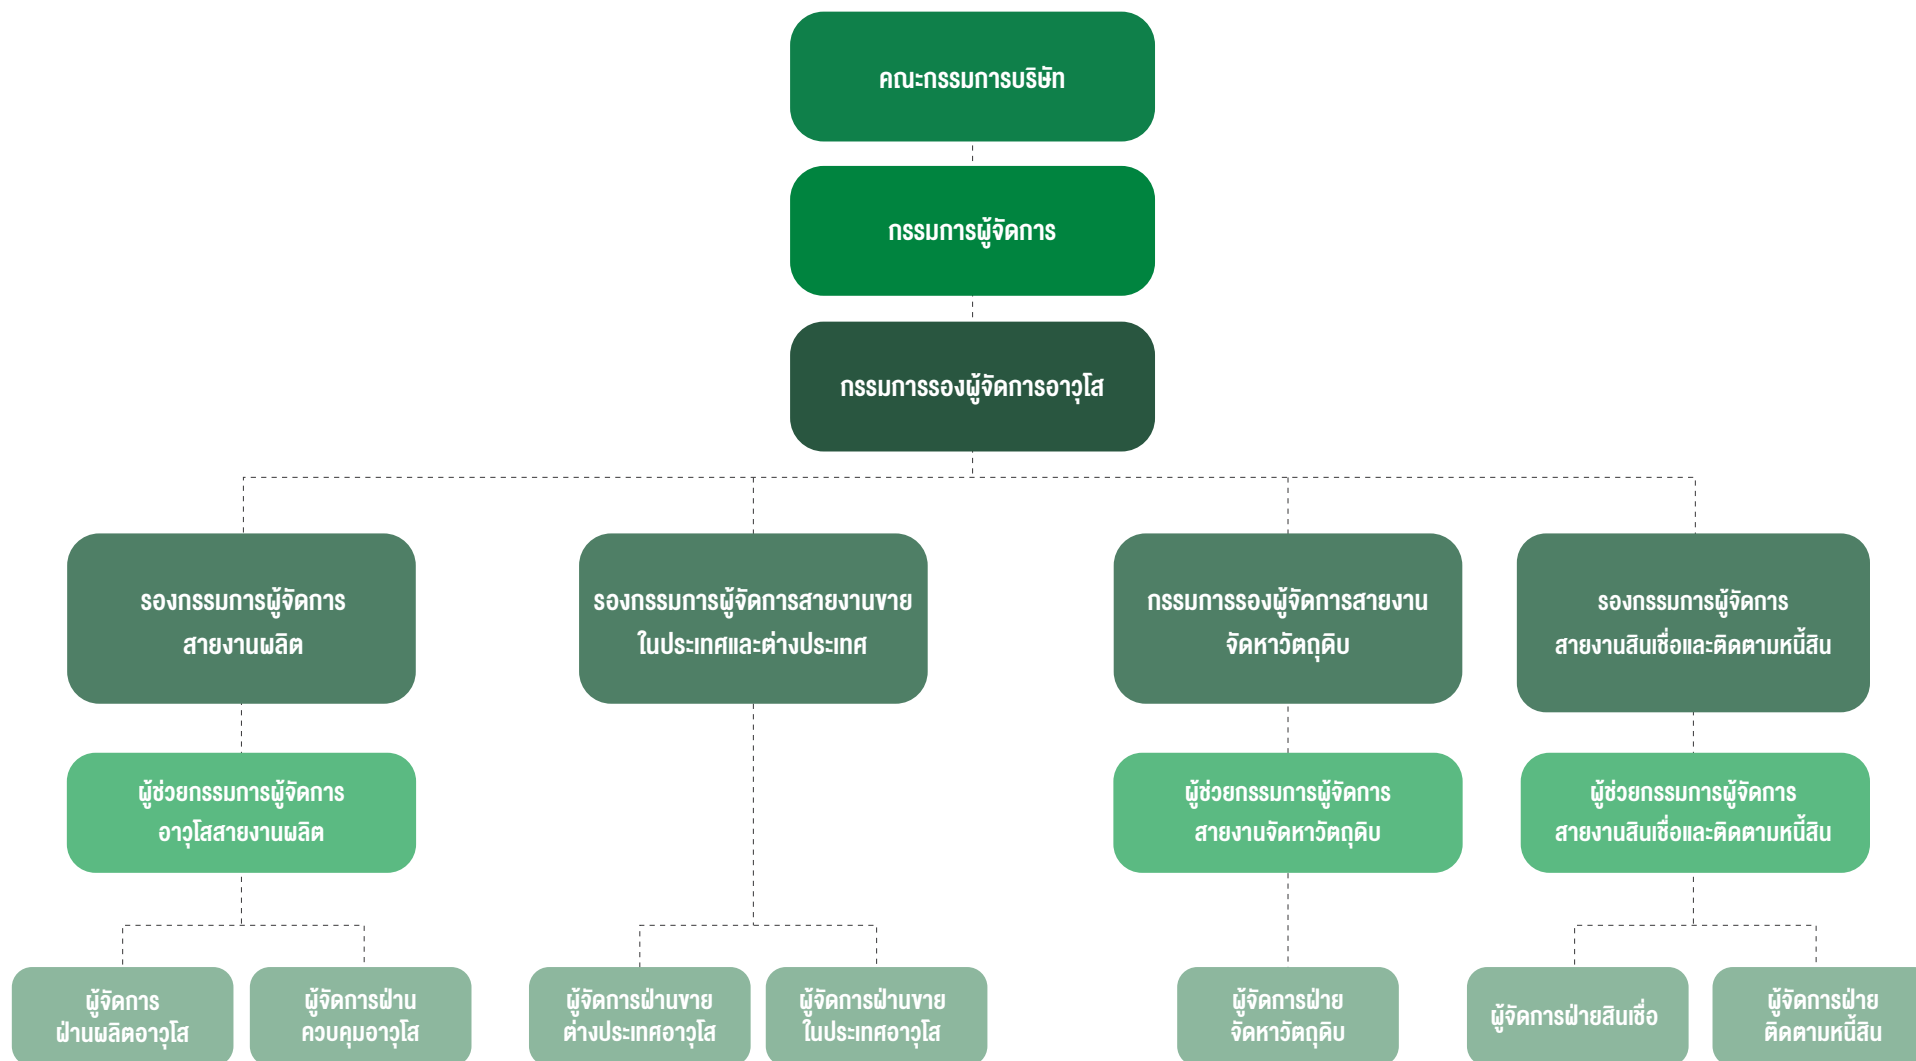 คณะกรรมการบริษัท
กรรมการผู้จัดการ
กรรมการรองผู้จัดการอาวุโส
รองกรรมการผู้จัดการ
สายงานผลิต
รองกรรมการผู้จัดการสายงานขาย
ในประเทศและต่างประเทศ
กรรมการรองผู้จัดการสายงาน
จัดหาวัตถุดิบ
รองกรรมการผู้จัดการ
สายงานสินเชื่อและติดตามหนี้สิน
ผู้ช่วยกรรมการผู้จัดการ
อาวุโสสายงานผลิต
ผู้ช่วยกรรมการผู้จัดการ
สายงานจัดหาวัตถุดิบ
ผู้ช่วยกรรมการผู้จัดการ
สายงานสินเชื่อและติดตามหนี้สิน
ผู้จัดการ
ฝ่านผลิตอาวุโส
ผู้จัดการฝ่าน
ควบคุมอาวุโส
ผู้จัดการฝ่านขาย
ต่างประเทศอาวุโส
ผู้จัดการฝ่านขาย
ในประเทศอาวุโส
ผู้จัดการฝ่าย
จัดหาวัตถุดิบ
ผู้จัดการฝ่ายสินเชื่อ
ผู้จัดการฝ่าย
ติดตามหนี้สิน